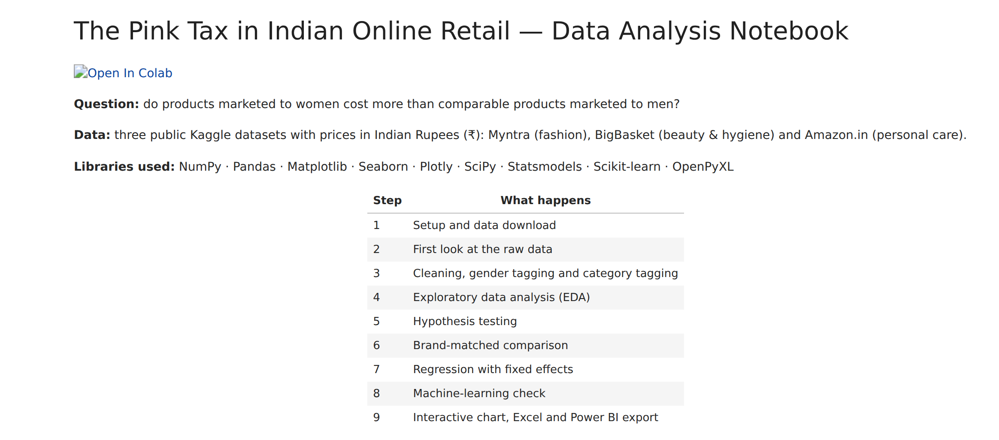 The Pink Tax in Indian Online Retail — Data Analysis Notebook
Open In Colab
Question: do products marketed to women cost more than comparable products marketed to men?
Data: three public Kaggle datasets with prices in Indian Rupees (₹): Myntra (fashion), BigBasket (beauty & hygiene) and Amazon.in (personal care).
Libraries used: NumPy · Pandas · Matplotlib · Seaborn · Plotly · SciPy · Statsmodels · Scikit-learn · OpenPyXL
Step What happens
1 Setup and data download
2 First look at the raw data
3 Cleaning, gender tagging and category tagging
4 Exploratory data analysis (EDA)
5 Hypothesis testing
6 Brand-matched comparison
7 Regression with fixed effects
8 Machine-learning check
9 Interactive chart, Excel and Power BI export